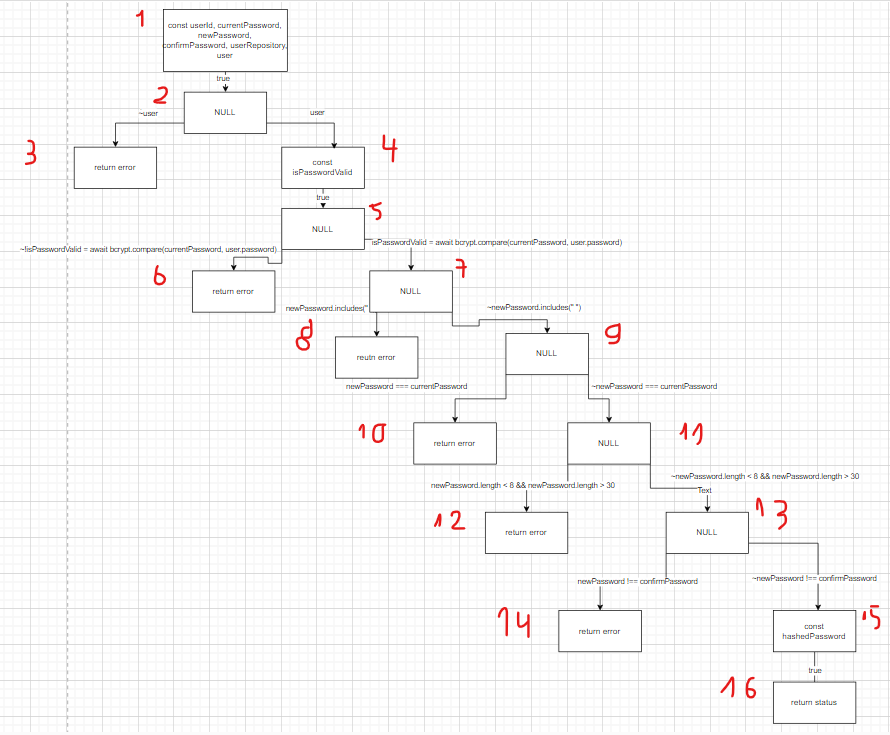 1
const userId, currentPassword,
newPassword,
confirmPassword, userRepository,
user
true
2
NULL
~user
user
3
return error
4
const
isPasswordValid
true
5
NULL
~!isPasswordValid = await bcrypt.compare(currentPassword, user.password)
isPasswordValid = await bcrypt.compare(currentPassword, user.password)
6
return error
7
NULL
newPassword.includes("
~newPassword.includes(" ")
8
reutn error
9
NULL
newPassword === currentPassword
~newPassword === currentPassword
10
return error
11
NULL
newPassword.length < 8 && newPassword.length > 30
~newPassword.length < 8 && newPassword.length > 30
Text
12
return error
13
NULL
newPassword !== confirmPassword
~newPassword !== confirmPassword
14
return error
15
const
hashedPassword
true
16
return status